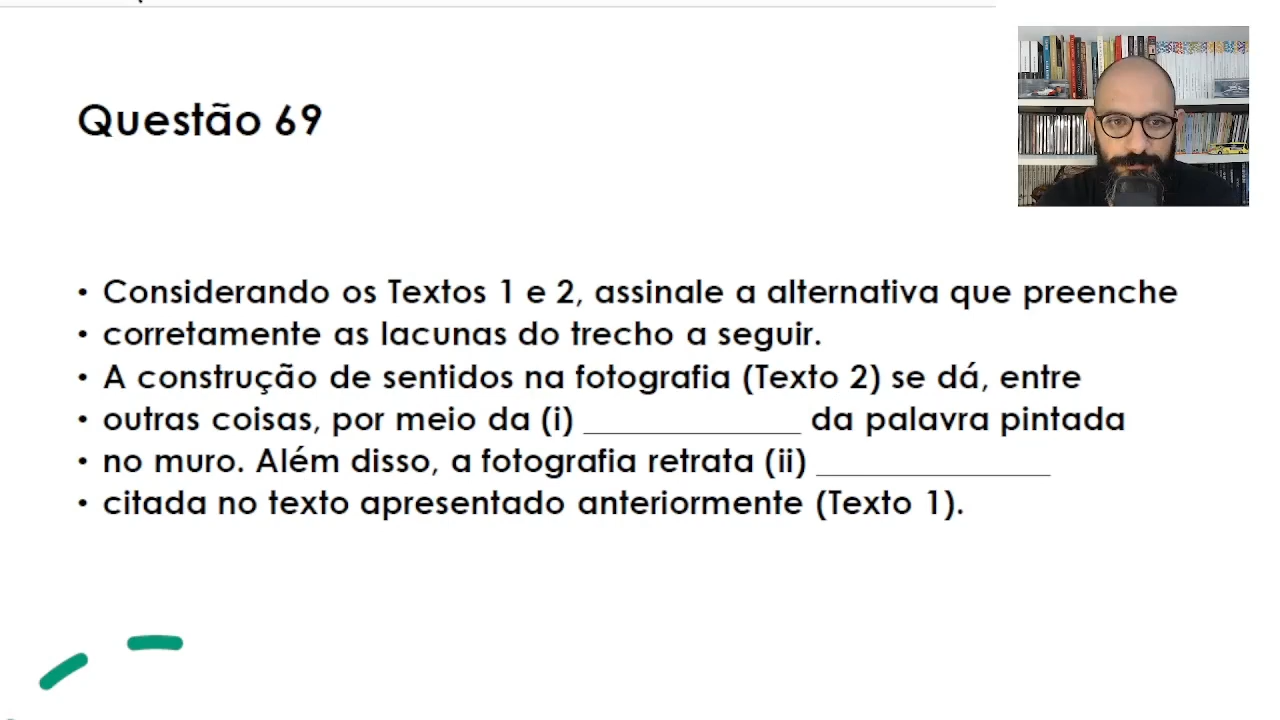 Questão 69
• Considerando os Textos 1 e 2, assinale a alternativa que preenche
• corretamente as lacunas do trecho a seguir.
• A construção de sentidos na fotografia (Texto 2) se dá, entre
• outras coisas, por meio da (i) _____________ da palavra pintada
• no muro. Além disso, a fotografia retrata (ii) ______________
• citada no texto apresentado anteriormente (Texto 1).